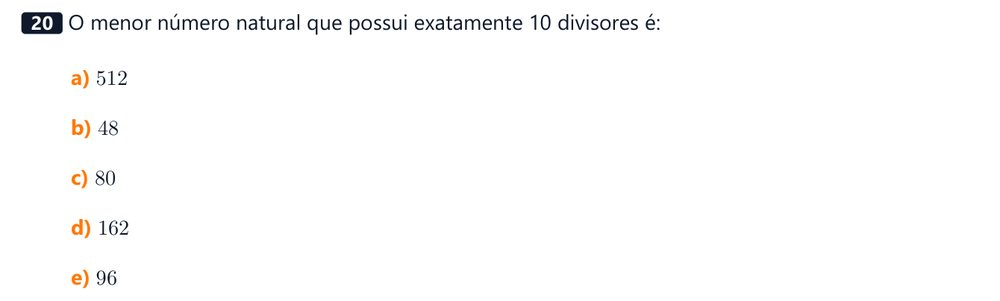 20 O menor número natural que possui exatamente 10 divisores é:
a) 512
b) 48
c) 80
d) 162
e) 96